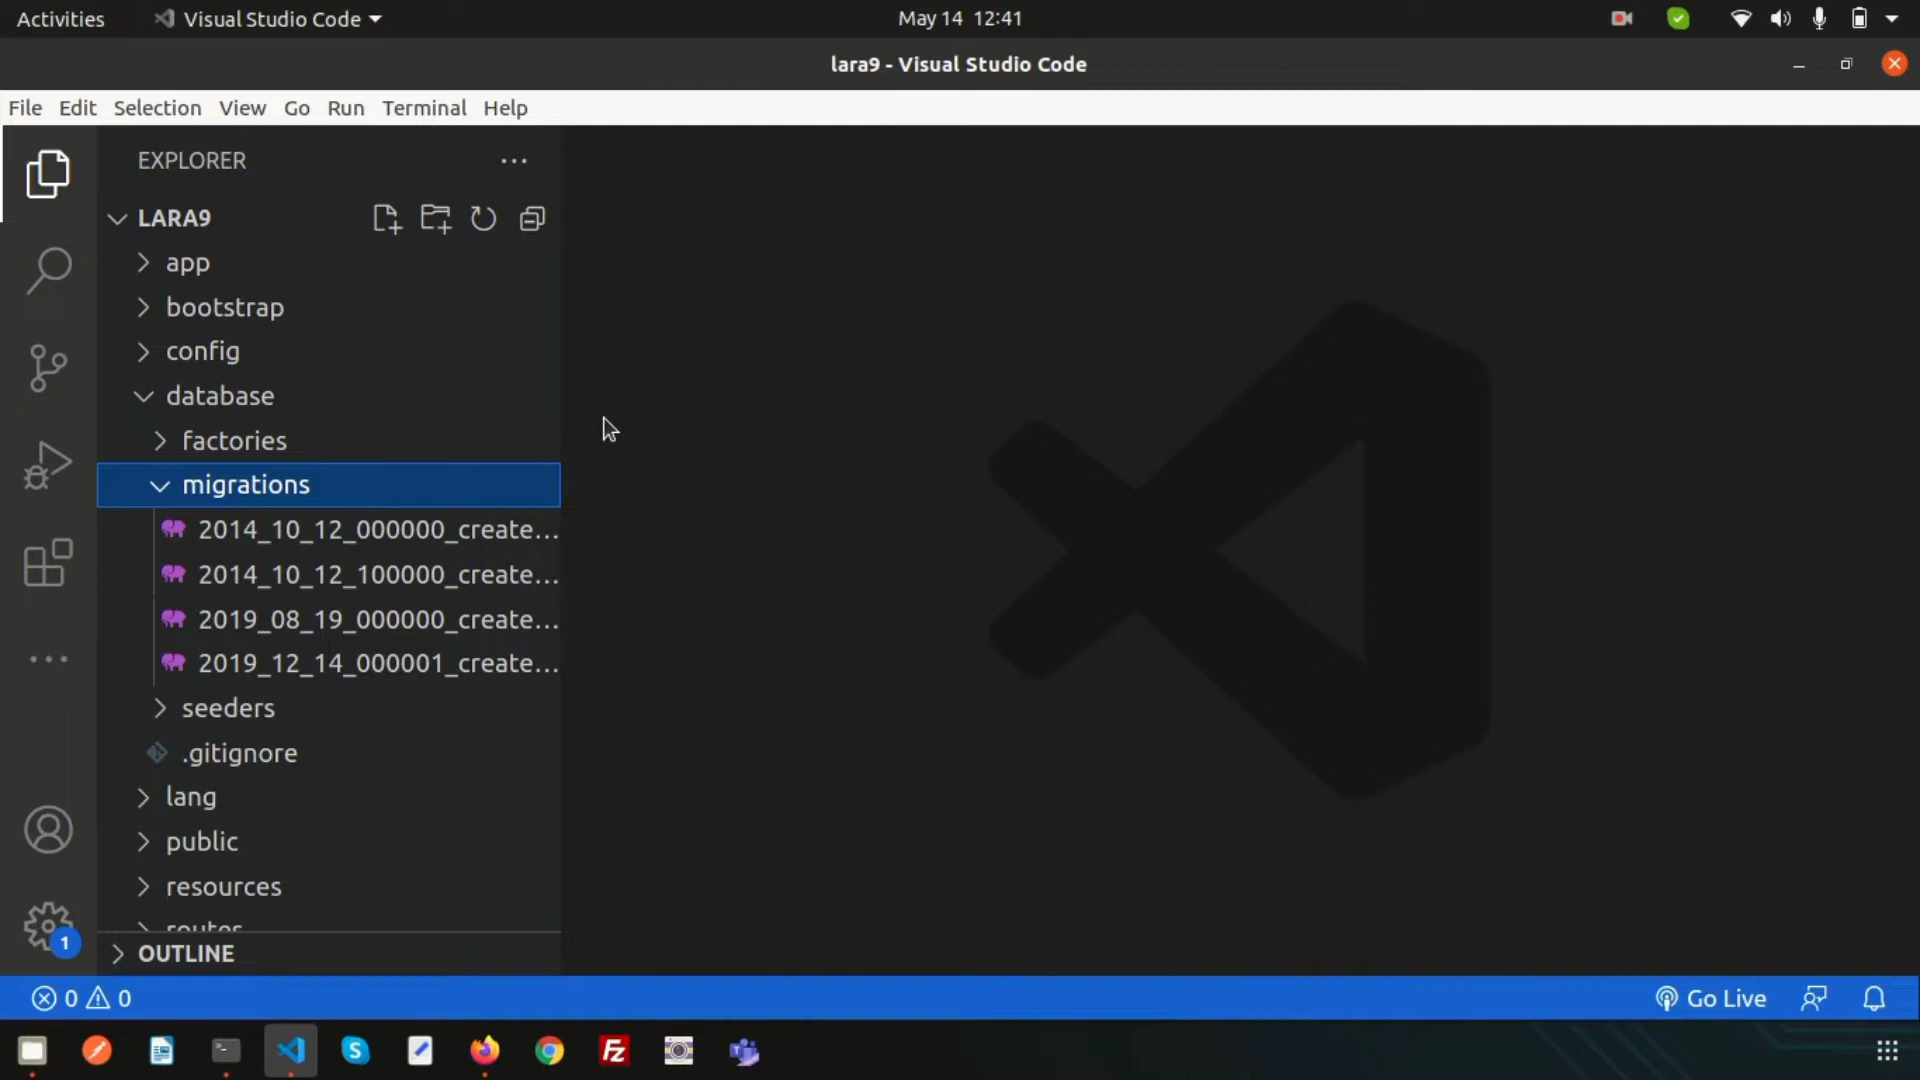 Activities
Visual Studio Code
May 14 12:41
lara9 - Visual Studio Code
File Edit Selection View Go Run Terminal Help
EXPLORER
LARA9
app
bootstrap
config
database
factories
migrations
2014_10_12_000000_create...
2014_10_12_100000_create...
2019_08_19_000000_create...
2019_12_14_000001_create...
seeders
.gitignore
lang
public
resources
routes
OUTLINE
1
0 0
Go Live